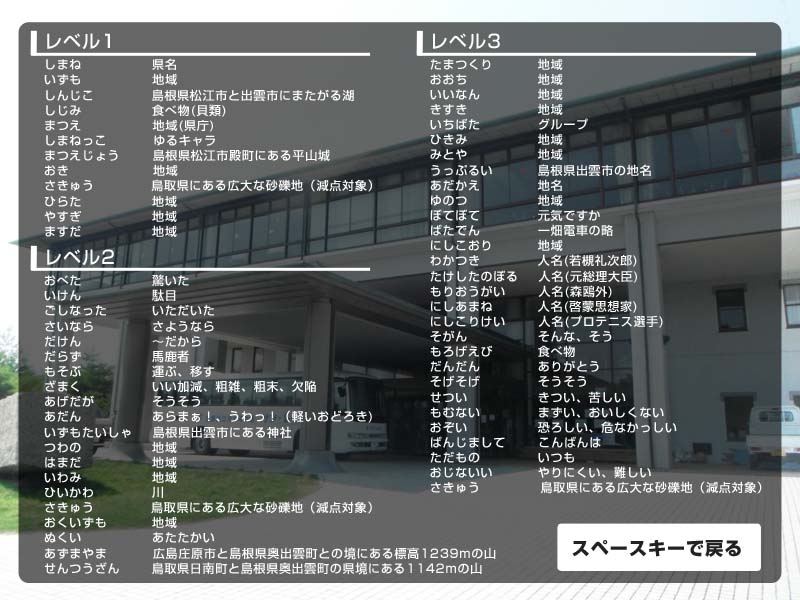 レベル1
しまね 県名
いずも 地域
しんじこ 島根県松江市と出雲市にまたがる湖
しじみ 食べ物(貝類)
まつえ 地域(県庁)
しまねっこ ゆるキャラ
まつえじょう 島根県松江市殿町にある平山城
おき 地域
さきゅう 鳥取県にある広大な砂礫地（減点対象）
ひらた 地域
やすぎ 地域
ますだ 地域
レベル2
おべた 驚いた
いけん 駄目
ごしなった いただいた
さいなら さようなら
だけん ～だから
だらず 馬鹿者
もそぶ 運ぶ、移す
ざまく いい加減、粗雑、粗末、欠陥
あげだが そうそう
あだん あらまぁ！、うわっ！（軽いおどろき）
いずもたいしゃ 島根県出雲市にある神社
つわの 地域
はまだ 地域
いわみ 地域
ひいかわ 川
さきゅう 鳥取県にある広大な砂礫地（減点対象）
おくいずも 地域
ぬくい あたたかい
あずまやま 広島庄原市と島根県奥出雲町との境にある標高1239mの山
せんつうざん 鳥取県日南町と島根県奥出雲町の県境にある1142mの山
レベル3
たまつくり 地域
おおち 地域
いいなん 地域
きすき 地域
いちばた グループ
ひきみ 地域
みとや 地域
うっぷるい 島根県出雲市の地名
あだかえ 地名
ゆのつ 地域
ぼてぼて 元気ですか
ばたでん 一畑電車の略
にしこおり 地域
わかつき 人名(若槻礼次郎)
たけしたのぼる 人名(元総理大臣)
もりおうがい 人名(森鴎外)
にしあまね 人名(啓蒙思想家)
にしこりけい 人名(プロテニス選手)
そがん そんな、そう
もろげえび 食べ物
だんだん ありがとう
そげそげ そうそう
せつい きつい、苦しい
もむない まずい、おいしくない
おぞい 恐ろしい、危なかっしい
ばんじまして こんばんは
ただもの いつも
おじないい やりにくい、難しい
さきゅう 鳥取県にある広大な砂礫地（減点対象）
スペースキーで戻る